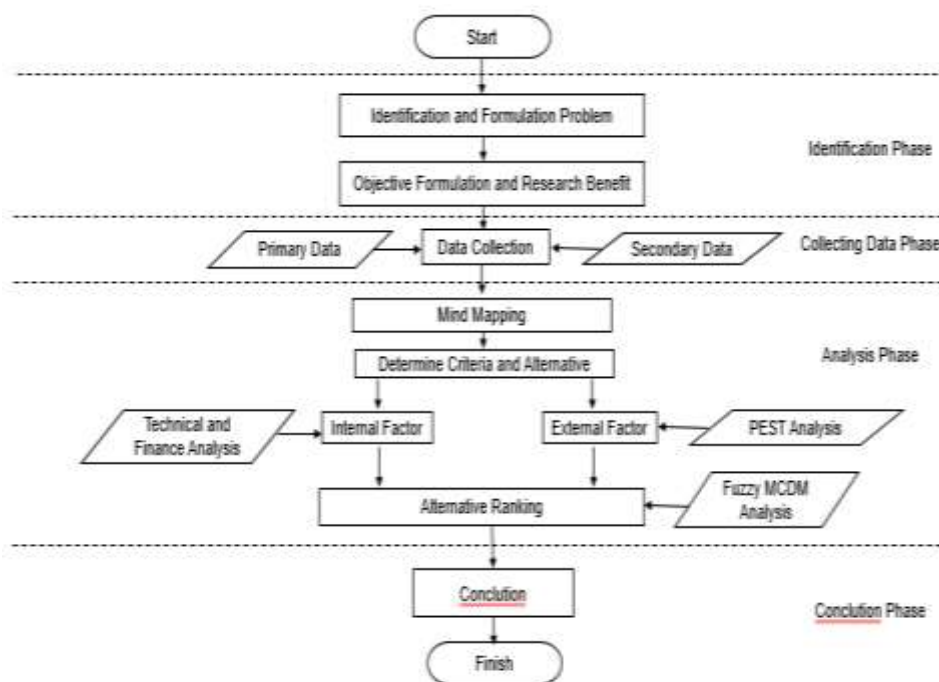 Start
Identification and Formulation Problem
Identification Phase
Objective Formulation and Research Benefit
Primary Data
Data Collection
Secondary Data
Collecting Data Phase
Mind Mapping
Determine Criteria and Alternative
Analysis Phase
Technical and
Finance Analysis
Internal Factor
External Factor
PEST Analysis
Alternative Ranking
Fuzzy MCDM
Analysis
Conclution
Conclution Phase
Finish